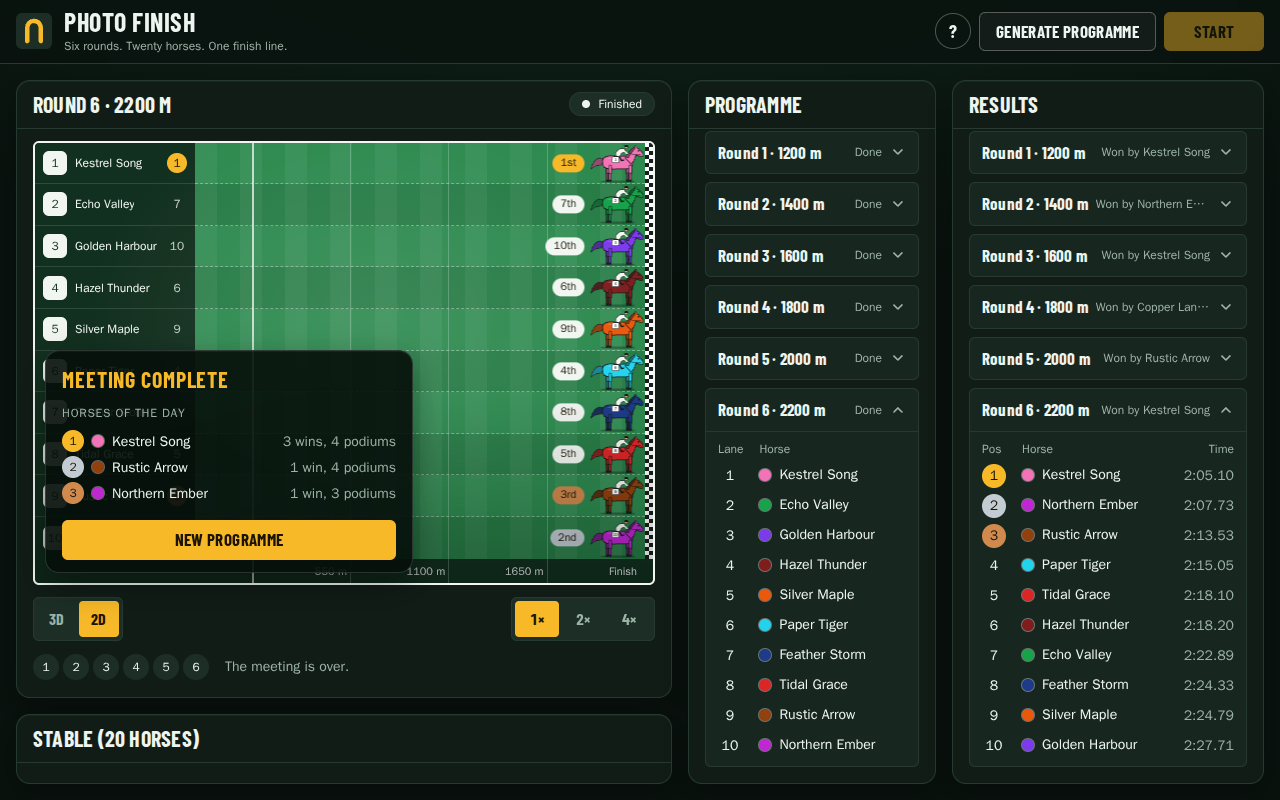 PHOTO FINISH
Six rounds. Twenty horses. One finish line.
?
GENERATE PROGRAMME
START
ROUND 6 · 2200 M
Finished
1 Kestrel Song 1 1st
2 Echo Valley 7 7th
3 Golden Harbour 10 10th
4 Hazel Thunder 6 6th
5 Silver Maple 9 9th
4th
8th
5th
3rd
2nd
MEETING COMPLETE
HORSES OF THE DAY
1 Kestrel Song 3 wins, 4 podiums
2 Rustic Arrow 1 win, 4 podiums
3 Northern Ember 1 win, 3 podiums
NEW PROGRAMME
1100 m 1650 m Finish
3D 2D 1× 2× 4×
1 2 3 4 5 6 The meeting is over.
STABLE (20 HORSES)
PROGRAMME
Round 1 · 1200 m Done
Round 2 · 1400 m Done
Round 3 · 1600 m Done
Round 4 · 1800 m Done
Round 5 · 2000 m Done
Round 6 · 2200 m Done
Lane Horse
1 Kestrel Song
2 Echo Valley
3 Golden Harbour
4 Hazel Thunder
5 Silver Maple
6 Paper Tiger
7 Feather Storm
8 Tidal Grace
9 Rustic Arrow
10 Northern Ember
RESULTS
Round 1 · 1200 m Won by Kestrel Song
Round 2 · 1400 m Won by Northern E···
Round 3 · 1600 m Won by Kestrel Song
Round 4 · 1800 m Won by Copper Lan···
Round 5 · 2000 m Won by Rustic Arrow
Round 6 · 2200 m Won by Kestrel Song
Pos Horse Time
1 Kestrel Song 2:05.10
2 Northern Ember 2:07.73
3 Rustic Arrow 2:13.53
4 Paper Tiger 2:15.05
5 Tidal Grace 2:18.10
6 Hazel Thunder 2:18.20
7 Echo Valley 2:22.89
8 Feather Storm 2:24.33
9 Silver Maple 2:24.79
10 Golden Harbour 2:27.71